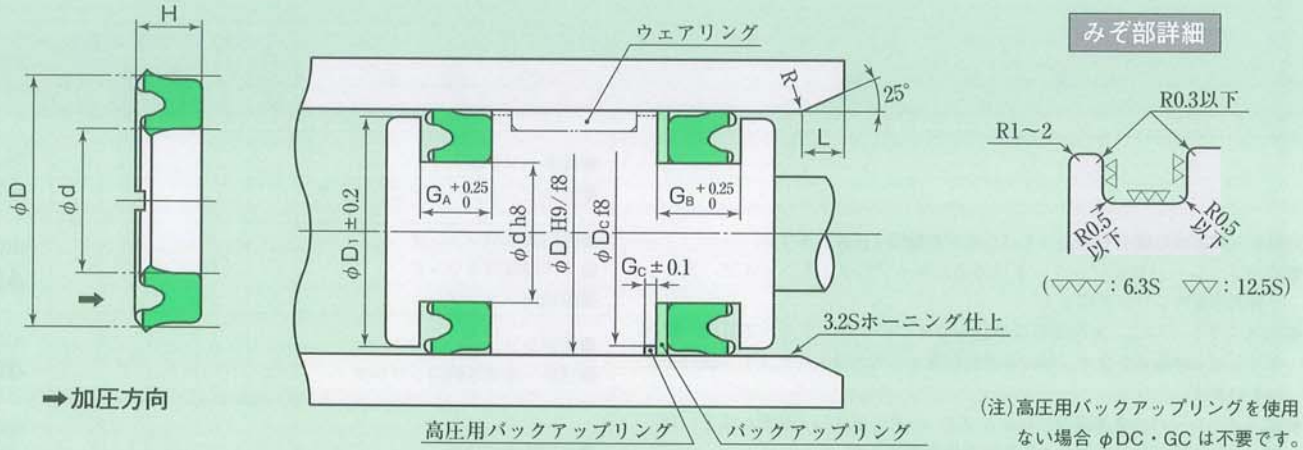 H
φD
φd
➡加圧方向
ウェアリング
R
25°
L
φD₁±0.2
G_A +0.25 0
φd h8
φD H9/f8
φDc f8
G_B +0.25 0
G_C ±0.1
3.2Sホーニング仕上
高圧用バックアップリング
バックアップリング
みぞ部詳細
R0.3以下
R1〜2
R0.5
以下
R0.5
以下
(▽▽▽:6.3S ▽▽:12.5S)
(注)高圧用バックアップリングを使用
ない場合 φDC・GC は不要です。